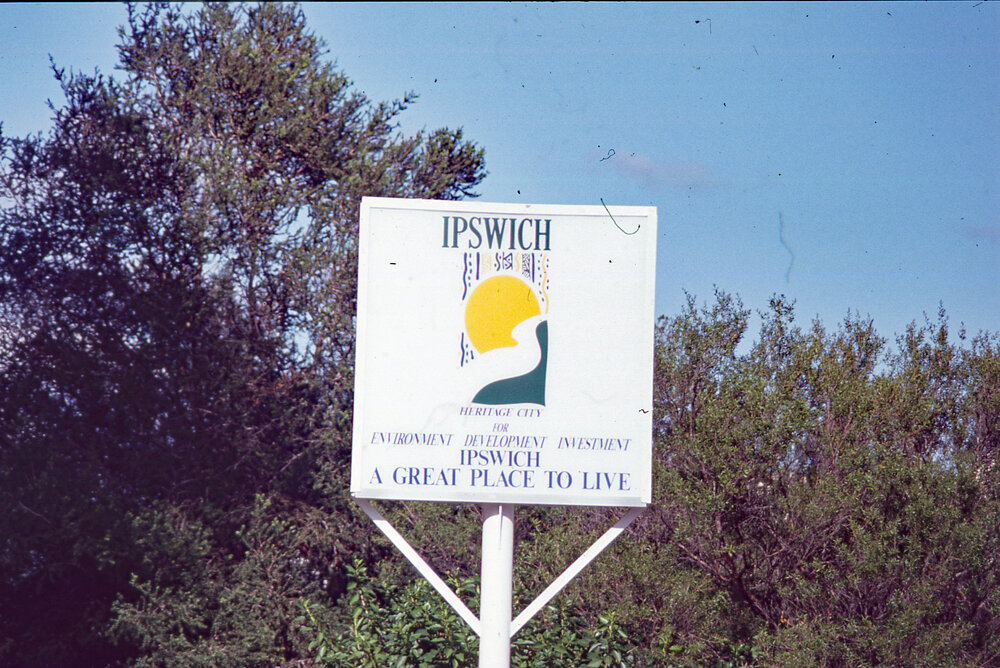 IPSWICH
HERITAGE CITY
FOR
ENVIRONMENT DEVELOPMENT INVESTMENT
IPSWICH
A GREAT PLACE TO LIVE